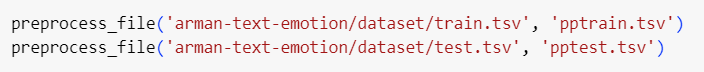 preprocess_file('arman-text-emotion/dataset/train.tsv', 'pptrain.tsv')
preprocess_file('arman-text-emotion/dataset/test.tsv', 'pptest.tsv')